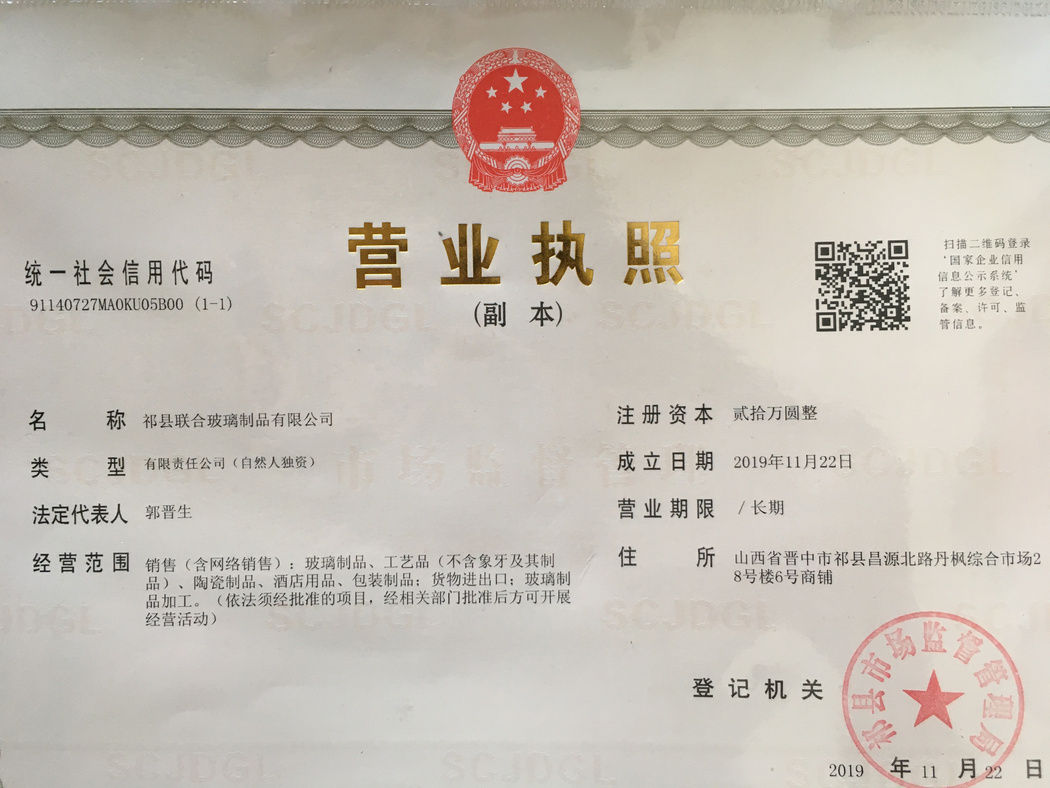 营业执照
(副 本)
统一社会信用代码
91140727MA0KU05B00 (1-1)
扫描二维码登录
‘国家企业信用
信息公示系统’
了解更多登记、
备案、许可、监
管信息。
名 称 祁县联合玻璃制品有限公司
类 型 有限责任公司（自然人独资）
法定代表人 郭晋生
经营范围 销售（含网络销售）：玻璃制品、工艺品（不含象牙及其制
品）、陶瓷制品、酒店用品、包装制品；货物进出口；玻璃制
品加工。（依法须经批准的项目，经相关部门批准后方可开展
经营活动）
注册资本 贰拾万圆整
成立日期 2019年11月22日
营业期限 / 长期
住 所 山西省晋中市祁县昌源北路丹枫综合市场2
8号楼6号商铺
登记机关
祁县市场监督管理局
2019 年 11 月 22 日
SCJDGL
市场监督管理